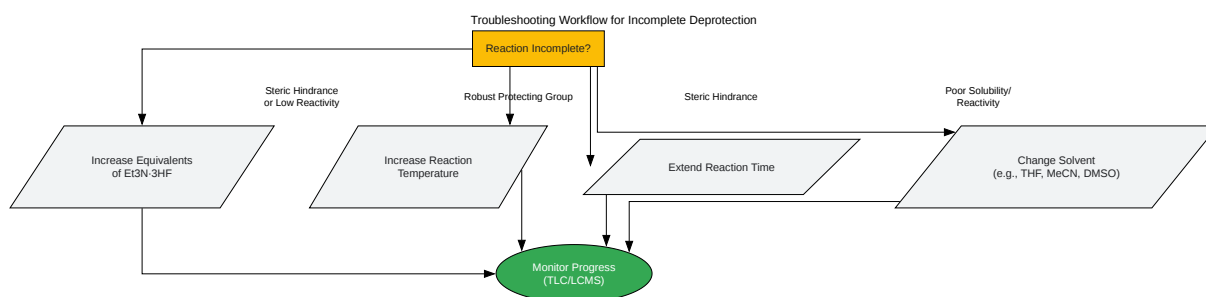 Troubleshooting Workflow for Incomplete Deprotection
Reaction Incomplete?
Steric Hindrance
or Low Reactivity
Robust Protecting Group
Steric Hindrance
Poor Solubility/
Reactivity
Increase Equivalents
of Et3N·3HF
Increase Reaction
Temperature
Extend Reaction Time
Change Solvent
(e.g., THF, MeCN, DMSO)
Monitor Progress
(TLC/LCMS)